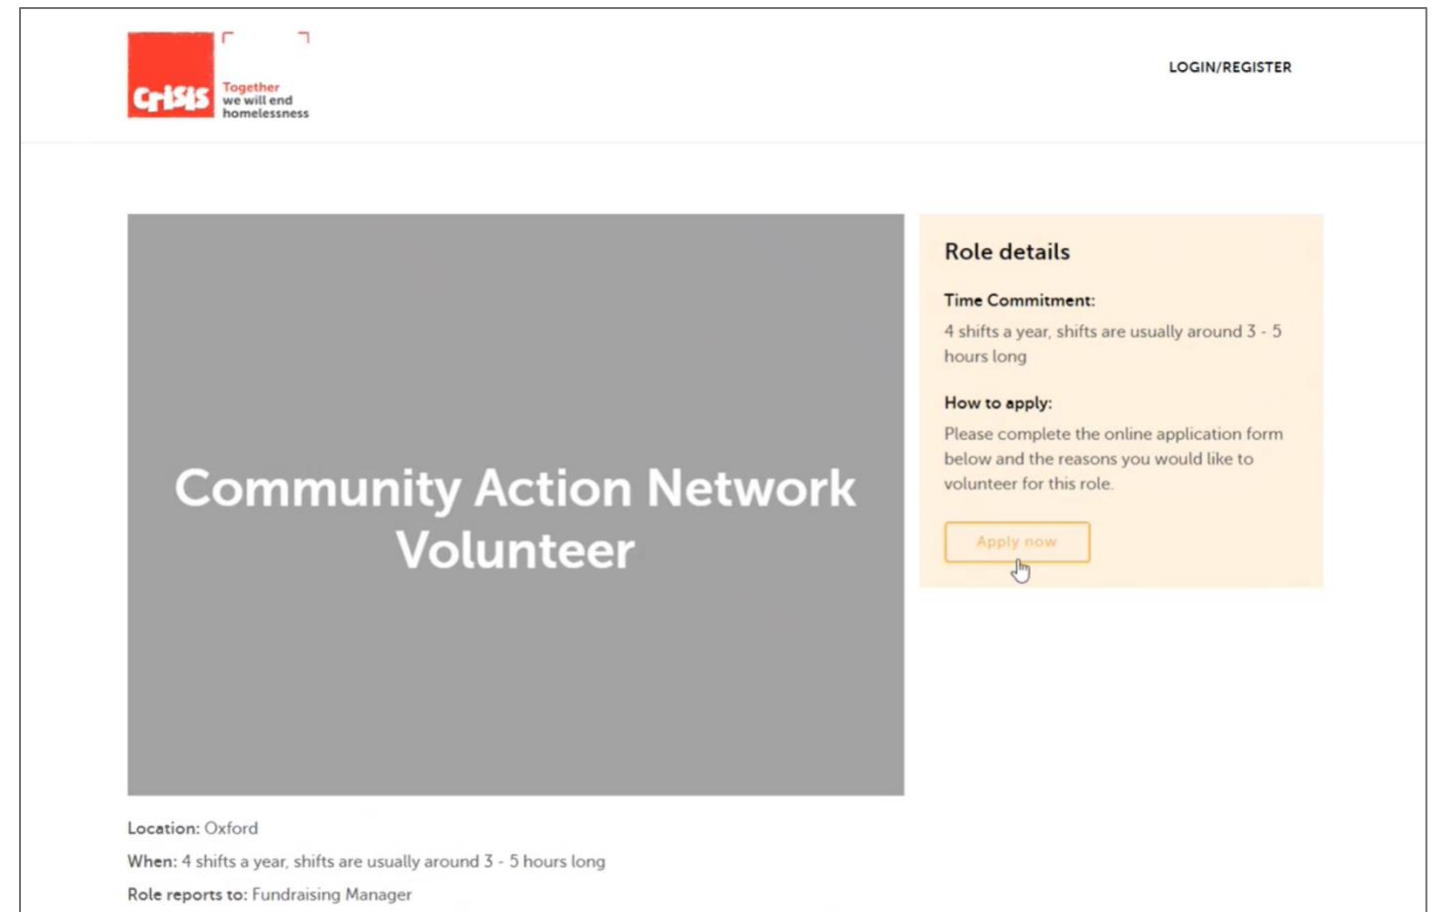 crisis
Together
we will end
homelessness
LOGIN/REGISTER
Community Action Network
Volunteer
Role details
Time Commitment:
4 shifts a year, shifts are usually around 3 - 5
hours long
How to apply:
Please complete the online application form
below and the reasons you would like to
volunteer for this role.
Apply now
Location: Oxford
When: 4 shifts a year, shifts are usually around 3 - 5 hours long
Role reports to: Fundraising Manager